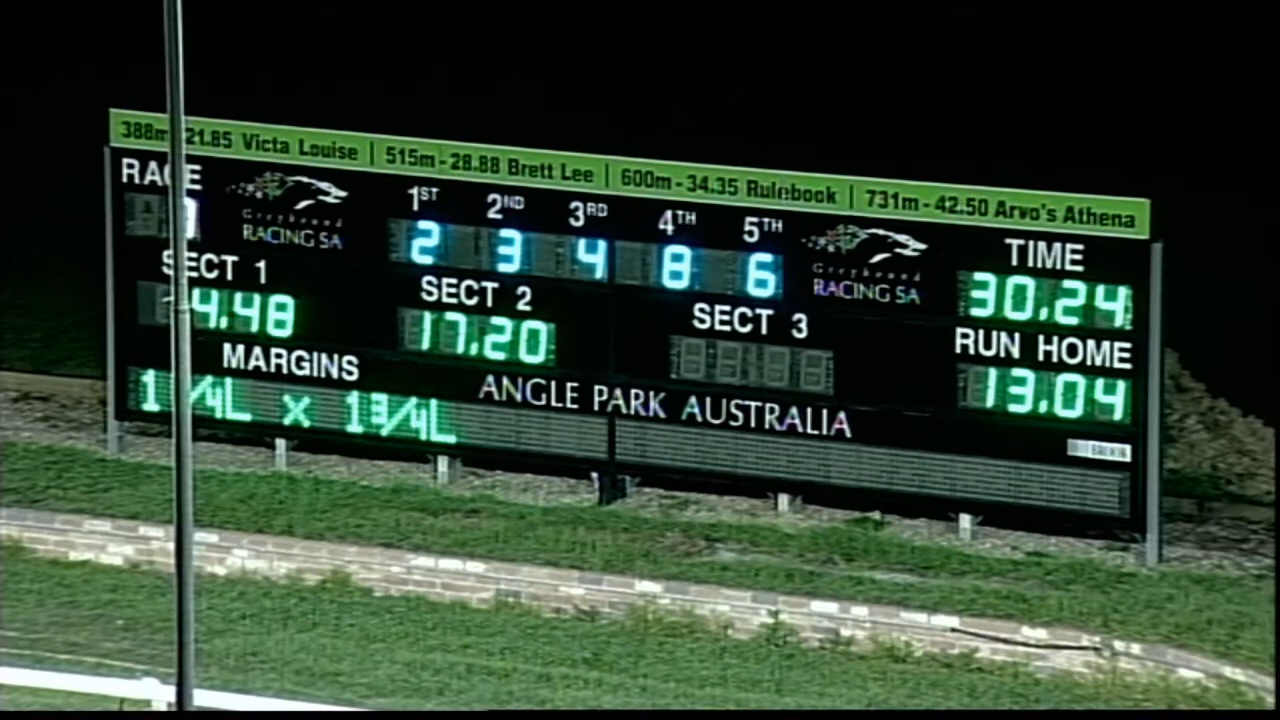 388m 21.85 Victa Louise | 515m - 28.88 Brett Lee | 600m - 34.35 Rulebook | 731m - 42.50 Arvo's Athena
RACE
Greyhound
RACING SA
1ST 2ND 3RD 4TH 5TH
2 3 4 8 6
Greyhound
RACING SA
TIME
30.24
SECT 1
4.48
SECT 2
17.20
SECT 3
RUN HOME
13.04
MARGINS
1 /4L x 1 3/4L
ANGLE PARK AUSTRALIA